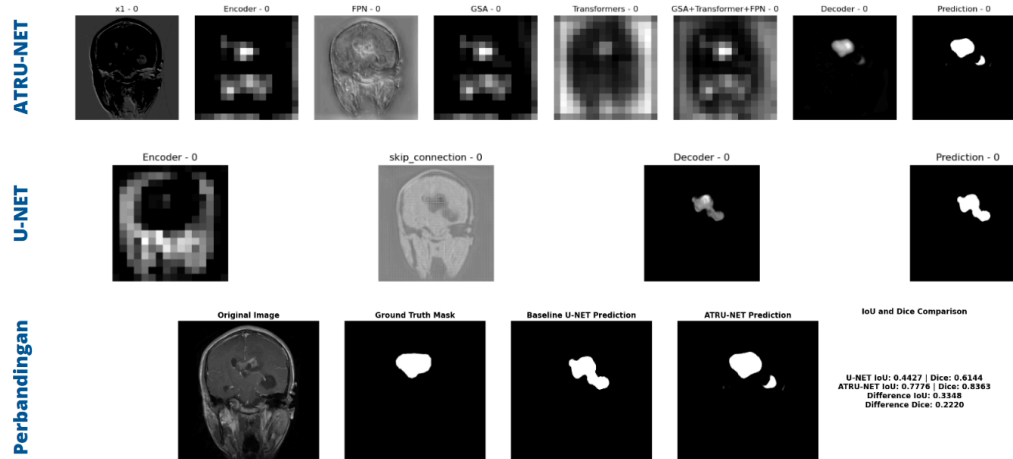 ATRU-NET
x1 - 0
Encoder - 0
FPN - 0
GSA - 0
Transformers - 0
GSA+Transformer+FPN - 0
Decoder - 0
Prediction - 0
U-NET
Encoder - 0
skip_connection - 0
Decoder - 0
Prediction - 0
Perbandingan
Original Image
Ground Truth Mask
Baseline U-NET Prediction
ATRU-NET Prediction
IoU and Dice Comparison
U-NET IoU: 0.4427 | Dice: 0.6144
ATRU-NET IoU: 0.7776 | Dice: 0.8363
Difference IoU: 0.3348
Difference Dice: 0.2220